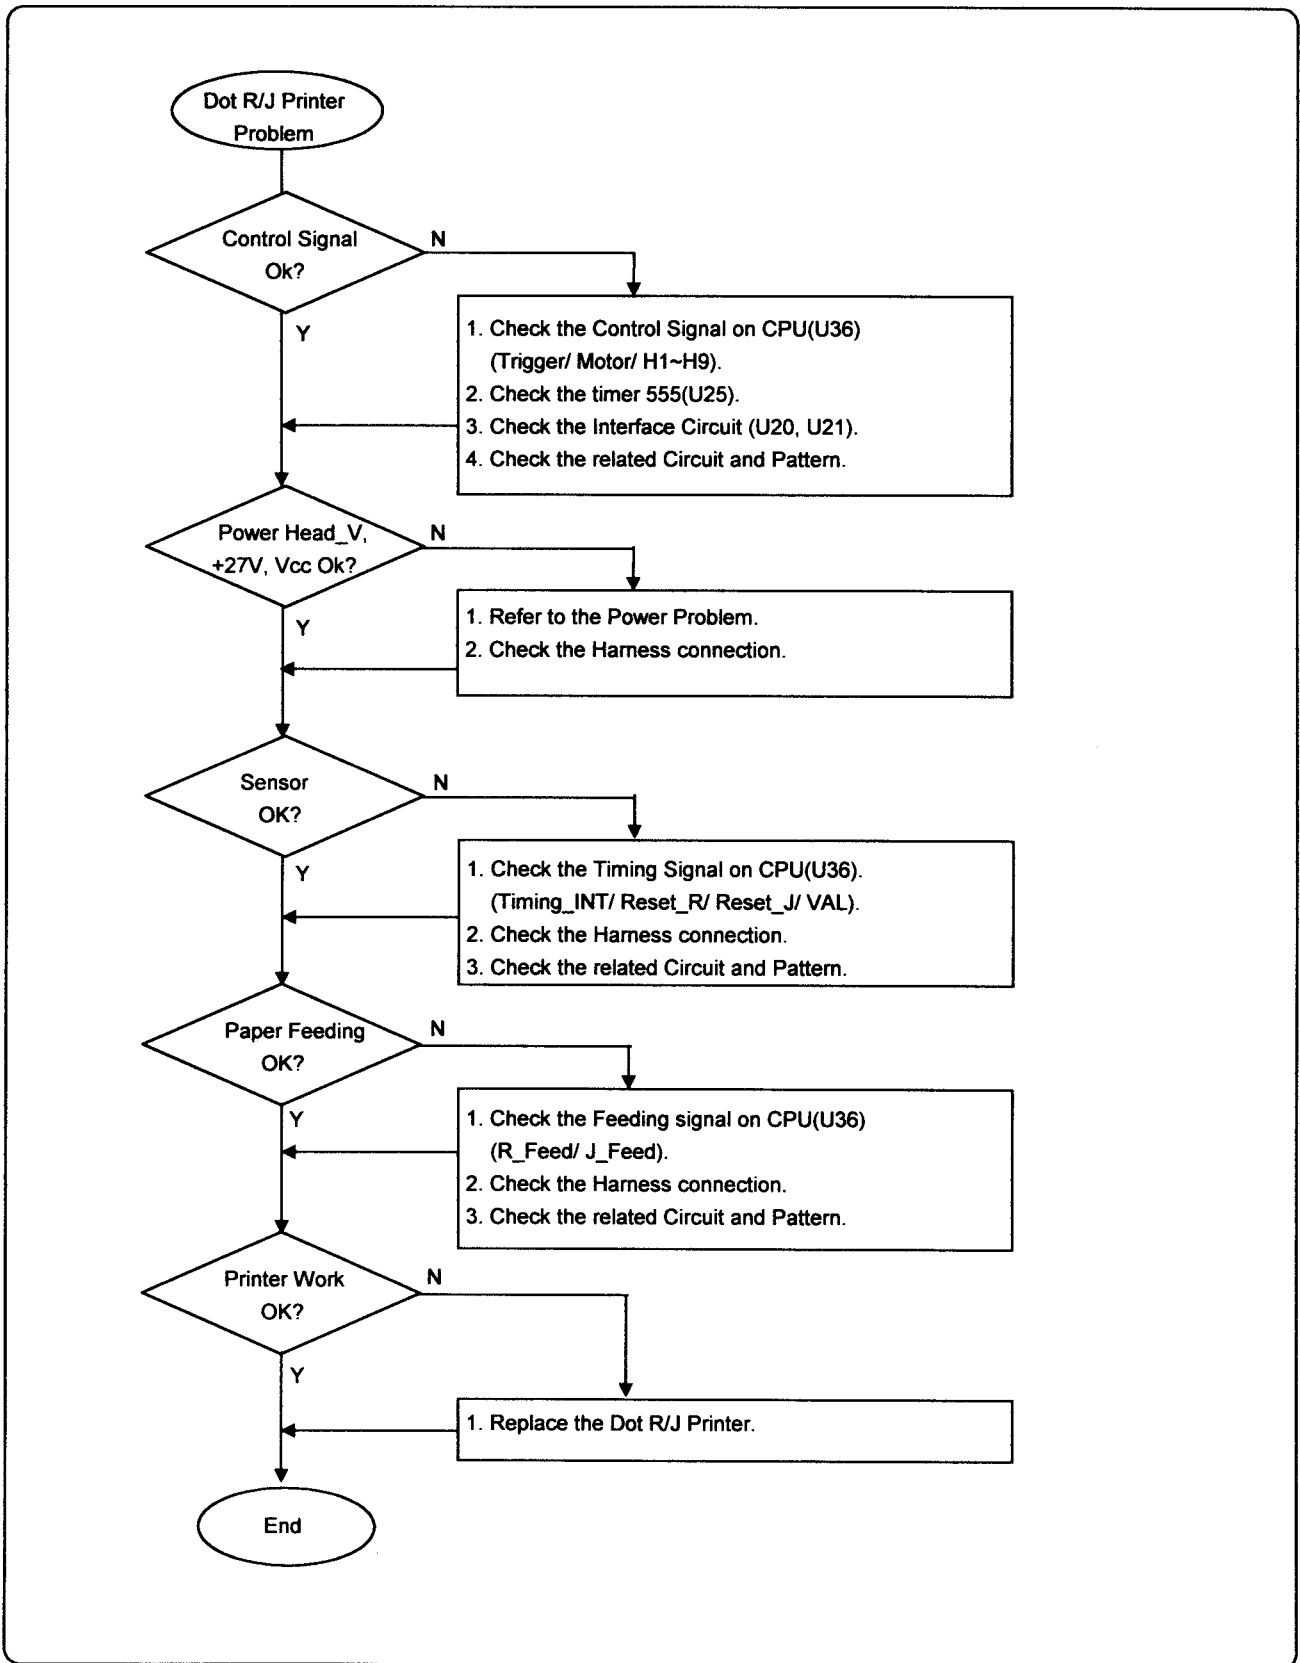 Dot R/J Printer
Problem
Control Signal
Ok?
N
Y
1. Check the Control Signal on CPU(U36)
(Trigger/ Motor/ H1~H9).
2. Check the timer 555(U25).
3. Check the Interface Circuit (U20, U21).
4. Check the related Circuit and Pattern.
Power Head_V,
+27V, Vcc Ok?
N
Y
1. Refer to the Power Problem.
2. Check the Harness connection.
Sensor
OK?
N
Y
1. Check the Timing Signal on CPU(U36).
(Timing_INT/ Reset_R/ Reset_J/ VAL).
2. Check the Harness connection.
3. Check the related Circuit and Pattern.
Paper Feeding
OK?
N
Y
1. Check the Feeding signal on CPU(U36)
(R_Feed/ J_Feed).
2. Check the Harness connection.
3. Check the related Circuit and Pattern.
Printer Work
OK?
N
Y
1. Replace the Dot R/J Printer.
End